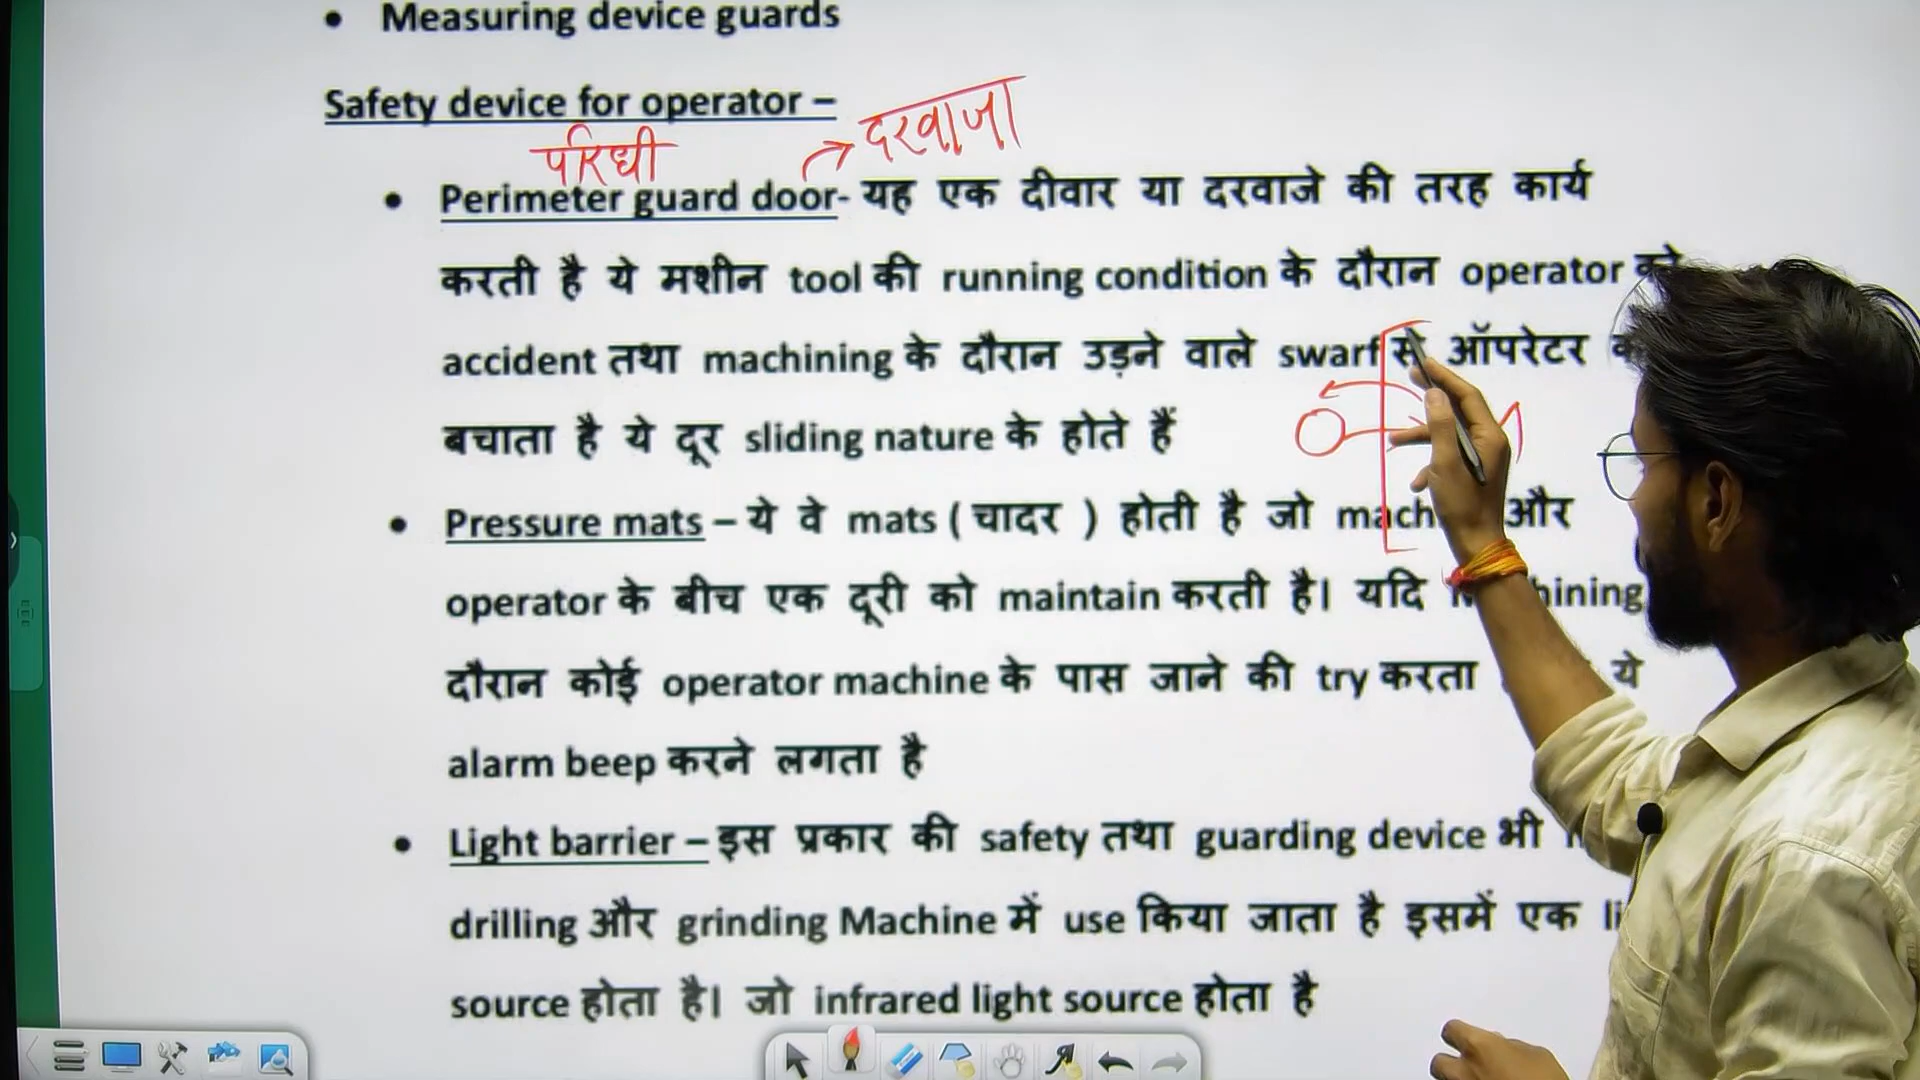 • Measuring device guards
Safety device for operator –
परिधी → दरवाजा
• Perimeter guard door- यह एक दीवार या दरवाजे की तरह कार्य
करती है ये मशीन tool की running condition के दौरान operator को
accident तथा machining के दौरान उड़ने वाले swarf से ऑपरेटर
बचाता है ये दूर sliding nature के होते हैं
O M
• Pressure mats – ये वे mats ( चादर ) होती है जो और
operator के बीच एक दूरी को maintain करती है। यदि
दौरान कोई operator machine के पास जाने की try करता ये
alarm beep करने लगता है
• Light barrier – इस प्रकार की safety तथा guarding device भी
drilling और grinding Machine में use किया जाता है इसमें एक
source होता है। जो infrared light source होता है